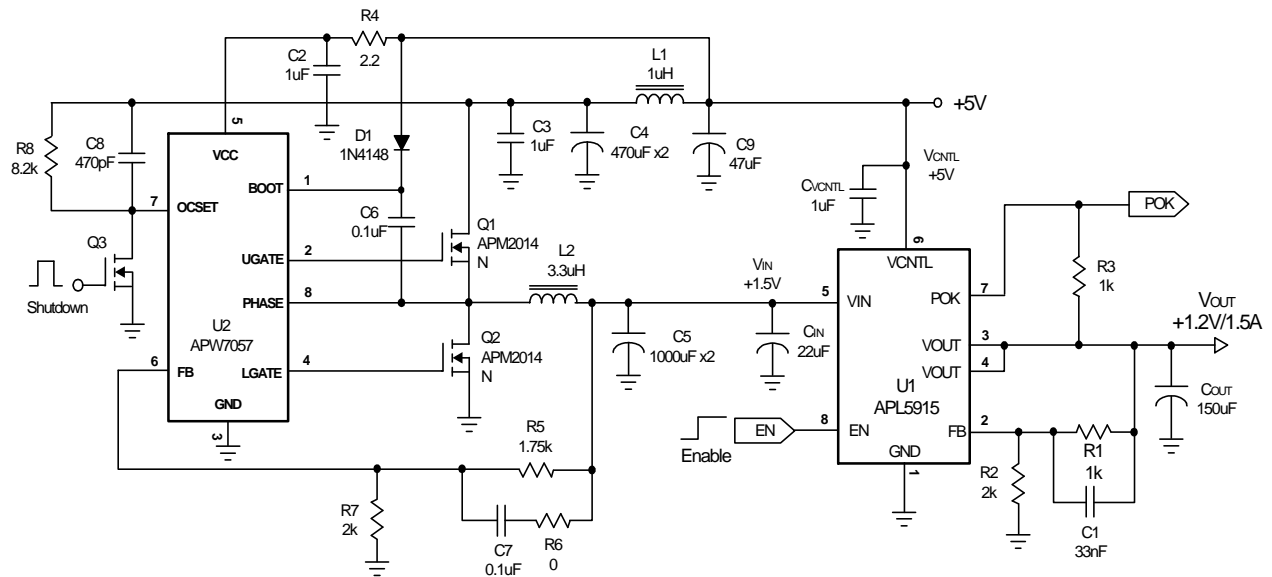 R4
2.2
C2
1uF
L1
1uH
+5V
5
R8
8.2k
C8
470pF
VCC
D1
1N4148
C3
1uF
C4
470uF x2
C9
47uF
VCNTL
+5V
CVCNTL
1uF
POK
1
BOOT
7
OCSET
C6
0.1uF
Q1
APM2014
N
Q3
2
UGATE
L2
3.3uH
6
VCNTL
R3
1k
Shutdown
8
PHASE
VIN
+1.5V
5
VIN
POK
7
VOUT
+1.2V/1.5A
U2
APW7057
Q2
APM2014
N
C5
1000uF x2
CIN
22uF
VOUT
3
VOUT
4
6
FB
LGATE
4
U1
APL5915
COUT
150uF
GND
3
R5
1.75k
Enable
EN
8
EN
FB
2
GND
1
R2
2k
R1
1k
R7
2k
C7
0.1uF
R6
0
C1
33nF